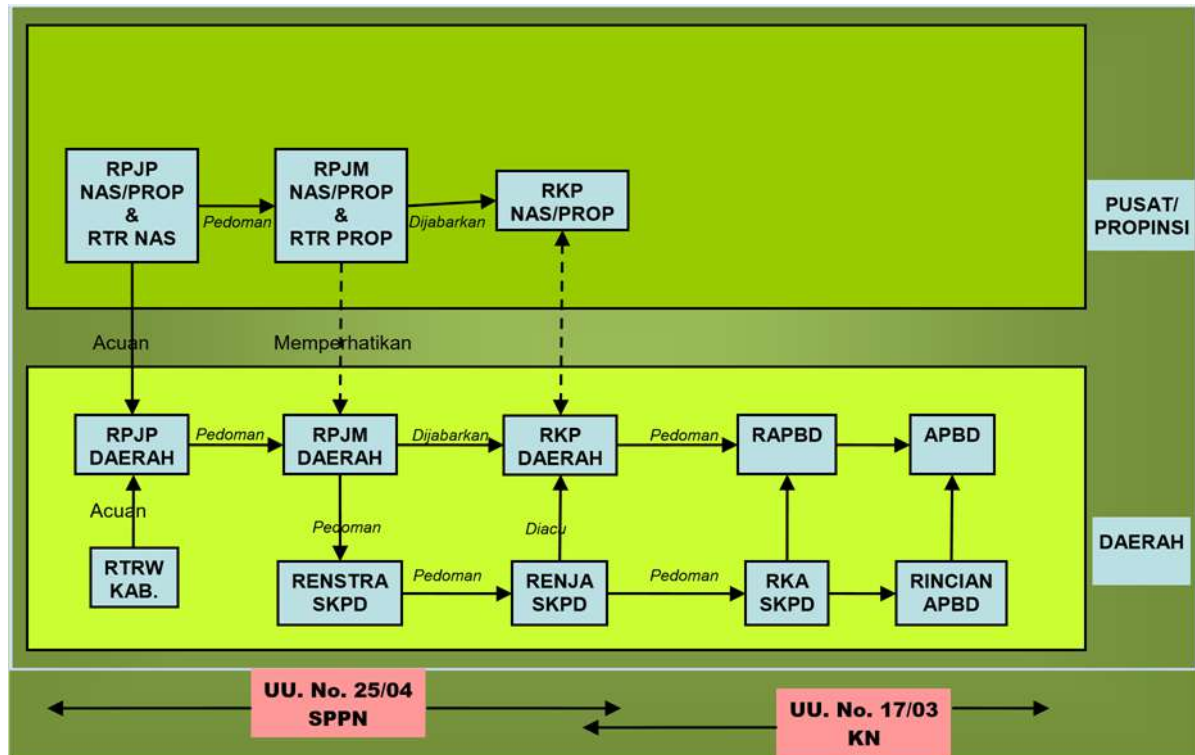 RPJP
NAS/PROP
&
RTR NAS
Pedoman
RPJM
NAS/PROP
&
RTR PROP
Dijabarkan
RKP
NAS/PROP
PUSAT/
PROPINSI
Acuan
Memperhatikan
RPJP
DAERAH
Pedoman
RPJM
DAERAH
Dijabarkan
RKP
DAERAH
Pedoman
RAPBD
APBD
Acuan
Pedoman
Diacu
RTRW
KAB.
RENSTRA
SKPD
Pedoman
RENJA
SKPD
Pedoman
RKA
SKPD
RINCIAN
APBD
DAERAH
UU. No. 25/04
SPPN
UU. No. 17/03
KN